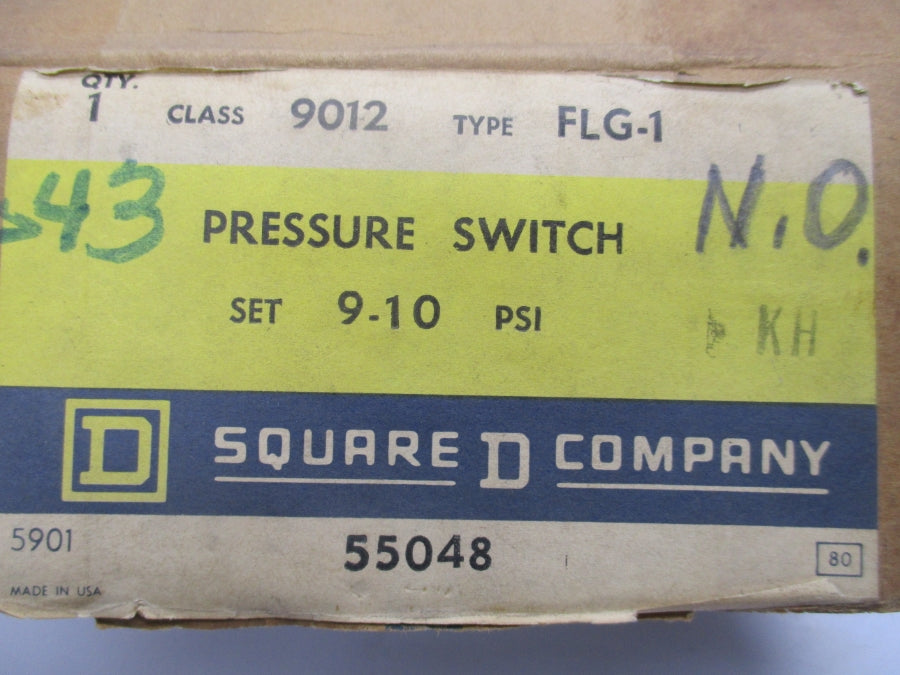 QTY.
1 CLASS 9012 TYPE FLG-1
43 PRESSURE SWITCH N.O.
SET 9-10 PSI KH
D SQUARE D COMPANY
5901 55048 80
MADE IN USA